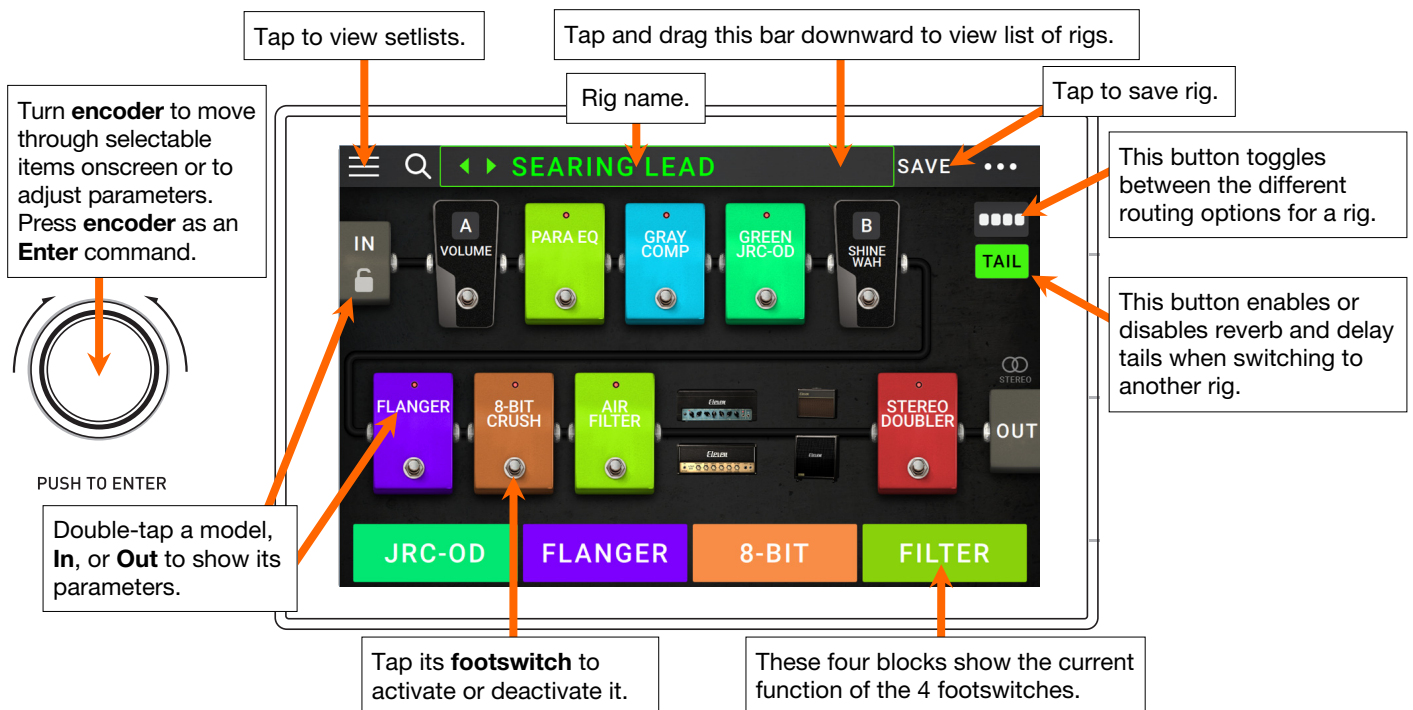 Tap to view setlists.
Tap and drag this bar downward to view list of rigs.
Rig name.
Tap to save rig.
Turn encoder to move
through selectable
items onscreen or to
adjust parameters.
Press encoder as an
Enter command.
SEARING LEAD
SAVE
This button toggles
between the different
routing options for a rig.
IN
A
VOLUME
PARA EQ
GRAY
COMP
GREEN
JRC-OD
B
SHINE
WAH
TAIL
This button enables or
disables reverb and delay
tails when switching to
another rig.
STEREO
FLANGER
8-BIT
CRUSH
AIR
FILTER
Eleven
Eleven
Eleven
STEREO
DOUBLER
OUT
PUSH TO ENTER
Double-tap a model,
In, or Out to show its
parameters.
JRC-OD
FLANGER
8-BIT
FILTER
Tap its footswitch to
activate or deactivate it.
These four blocks show the current
function of the 4 footswitches.